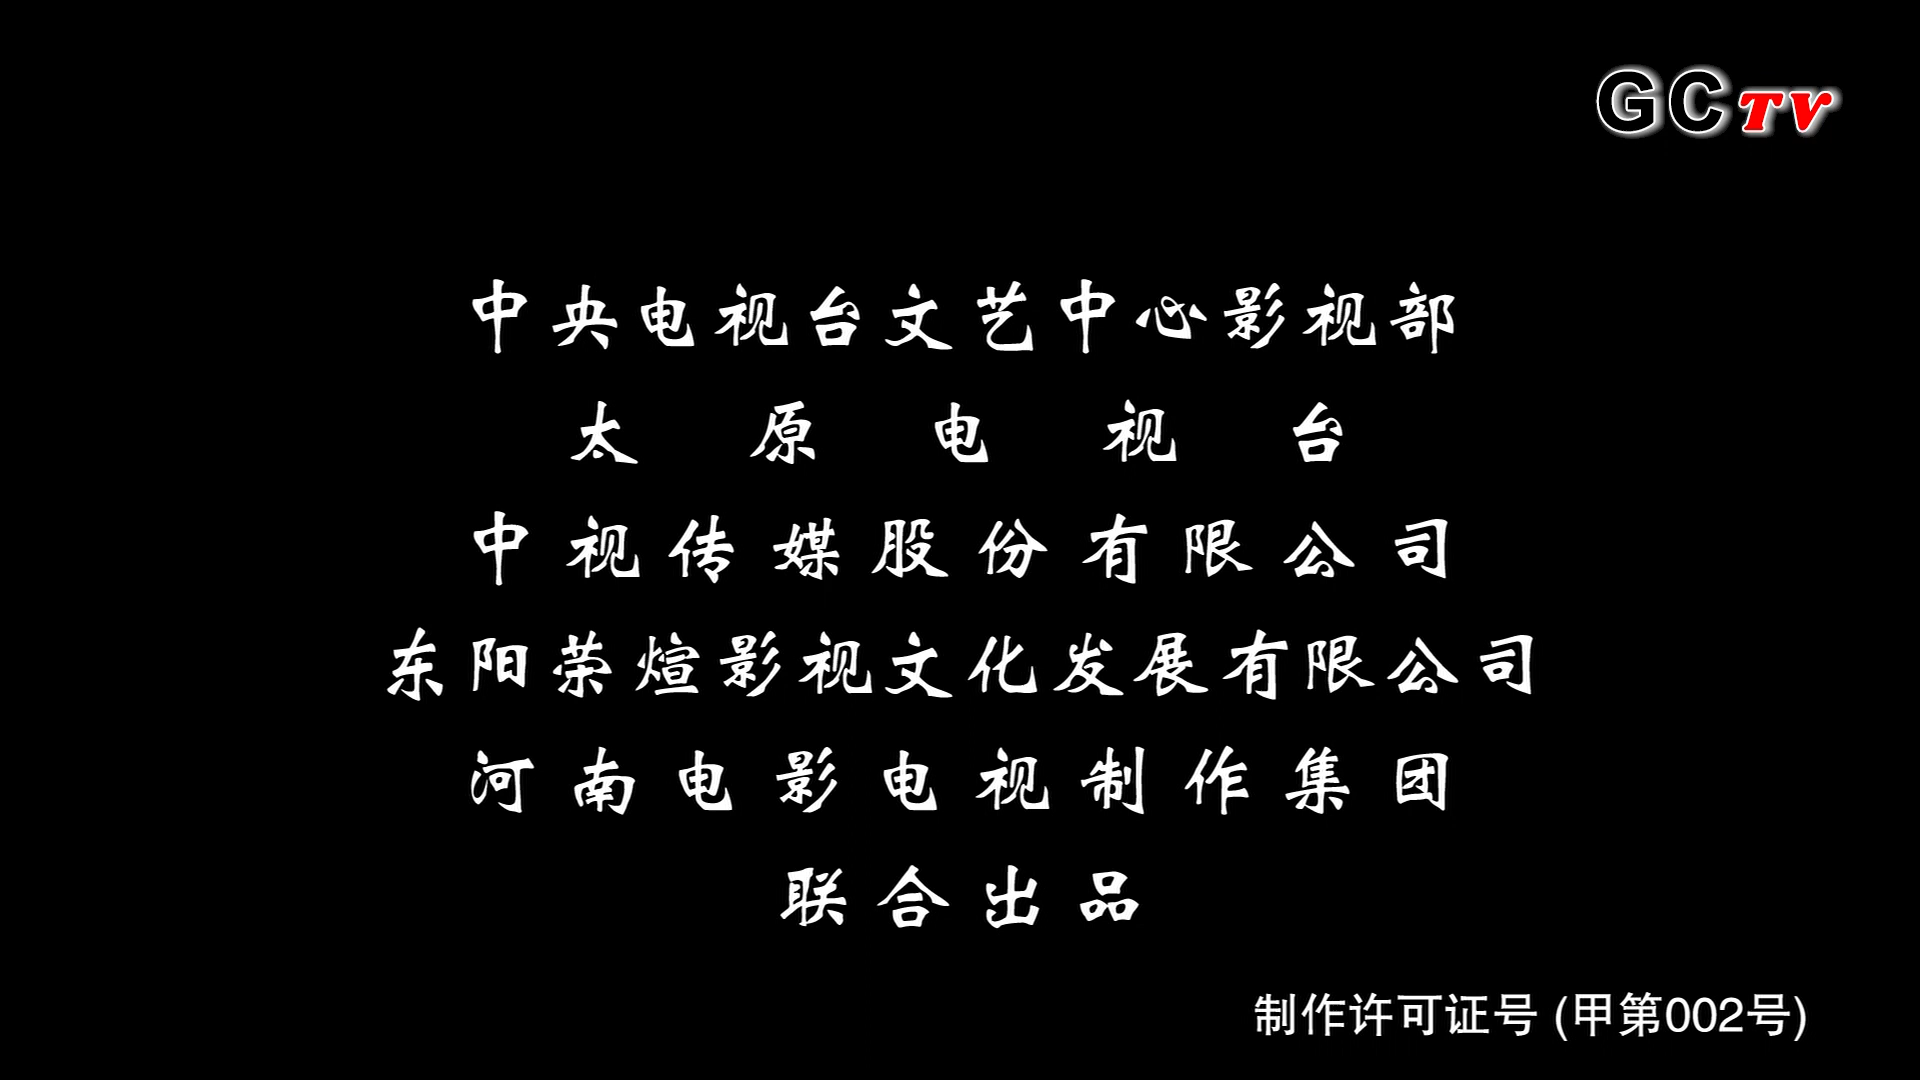 GCTV
中央电视台文艺中心影视部
太原电视台
中视传媒股份有限公司
东阳荣煊影视文化发展有限公司
河南电影电视制作集团
联合出品
制作许可证号 (甲第002号)